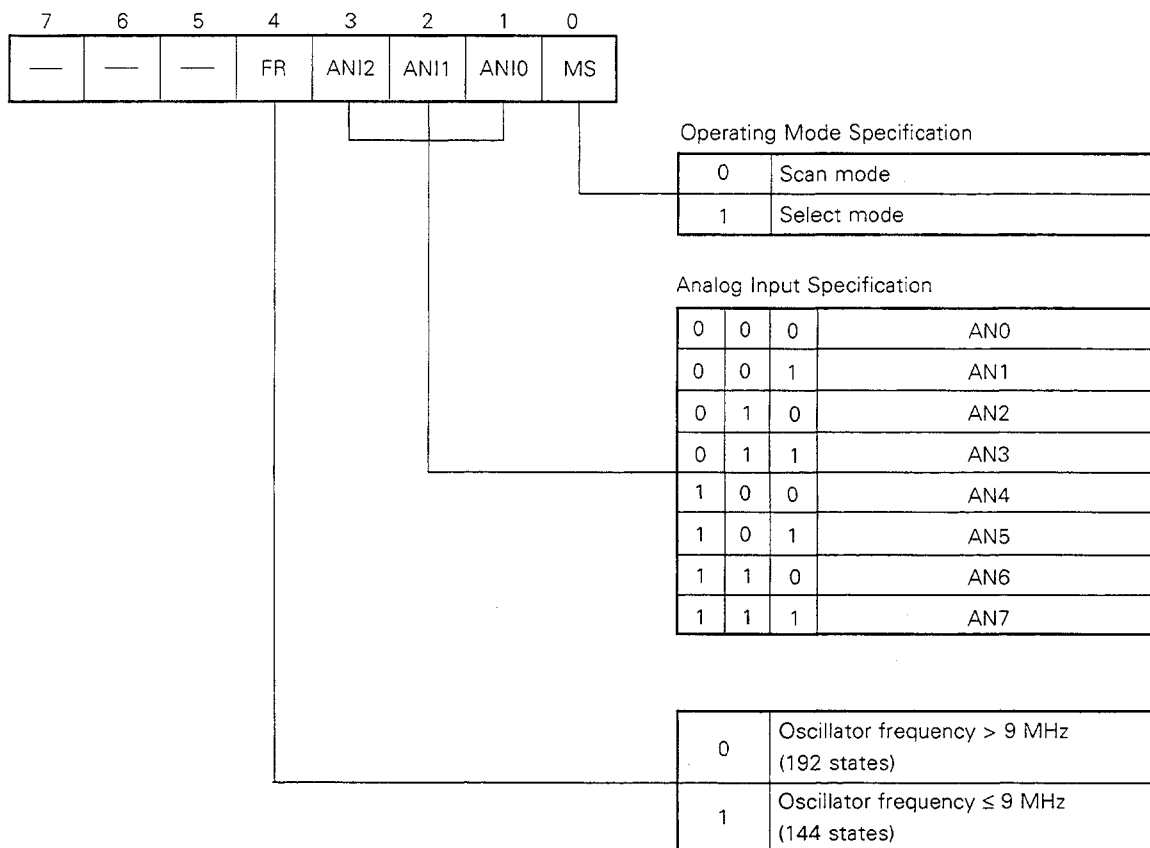 7 6 5 4 3 2 1 0
— — — FR ANI2 ANI1 ANI0 MS
Operating Mode Specification
0 Scan mode
1 Select mode
Analog Input Specification
0 0 0 AN0
0 0 1 AN1
0 1 0 AN2
0 1 1 AN3
1 0 0 AN4
1 0 1 AN5
1 1 0 AN6
1 1 1 AN7
0 Oscillator frequency > 9 MHz
(192 states)
1 Oscillator frequency ≤ 9 MHz
(144 states)